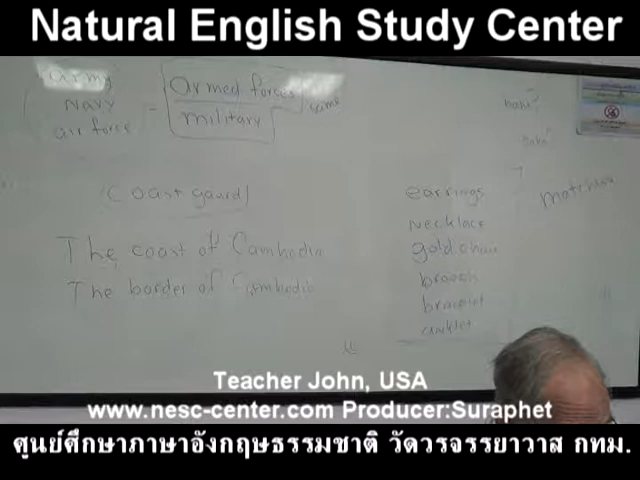 Natural English Study Center
army
navy
air force
armed forces
military
same
haha?
haha?
(Coast gaurd)
The coast of Cambodia
The border of Cambodia
earrings
necklace
gold chain
brooch
bracelet
anklet
Teacher John, USA
www.nesc-center.com Producer:Suraphet
ศูนย์ศึกษาภาษาอังกฤษธรรมชาติ วัดวรจรรยาวาส กทม.